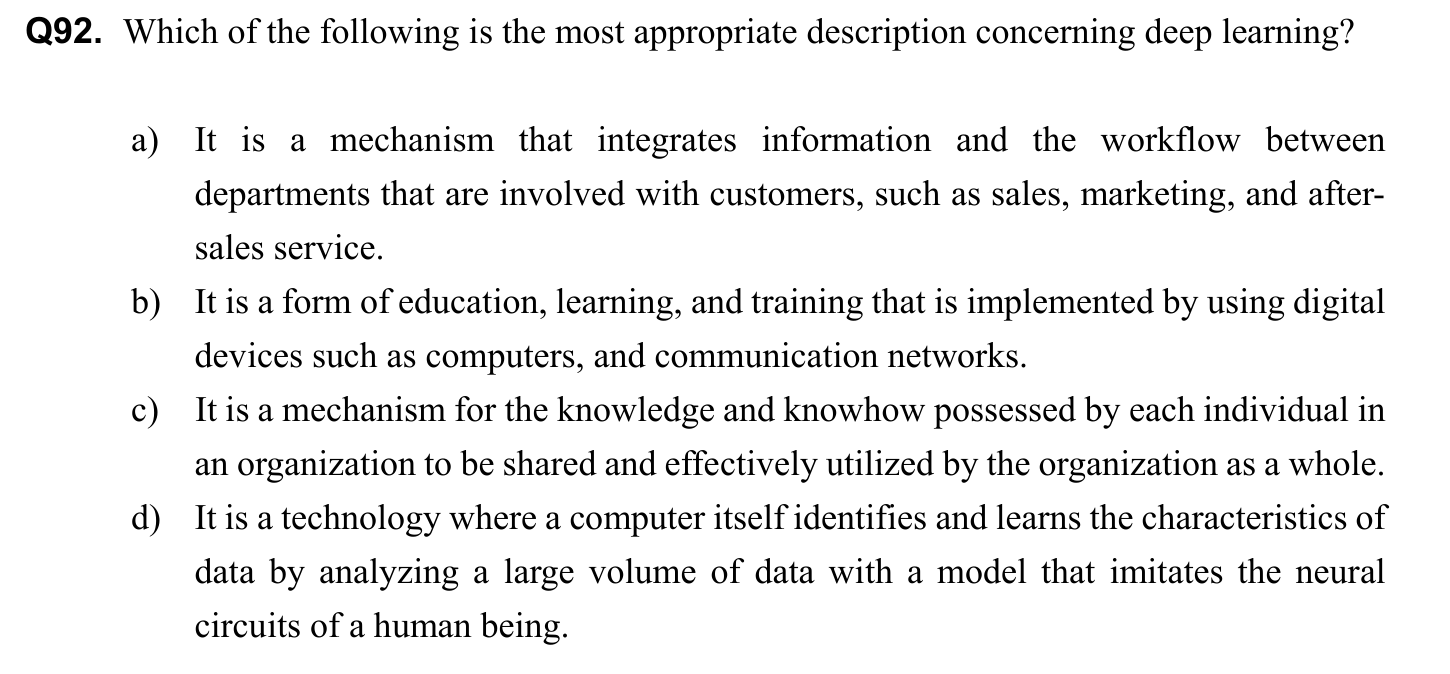 Q92. Which of the following is the most appropriate description concerning deep learning?
a) It is a mechanism that integrates information and the workflow between
departments that are involved with customers, such as sales, marketing, and after-
sales service.
b) It is a form of education, learning, and training that is implemented by using digital
devices such as computers, and communication networks.
c) It is a mechanism for the knowledge and knowhow possessed by each individual in
an organization to be shared and effectively utilized by the organization as a whole.
d) It is a technology where a computer itself identifies and learns the characteristics of
data by analyzing a large volume of data with a model that imitates the neural
circuits of a human being.